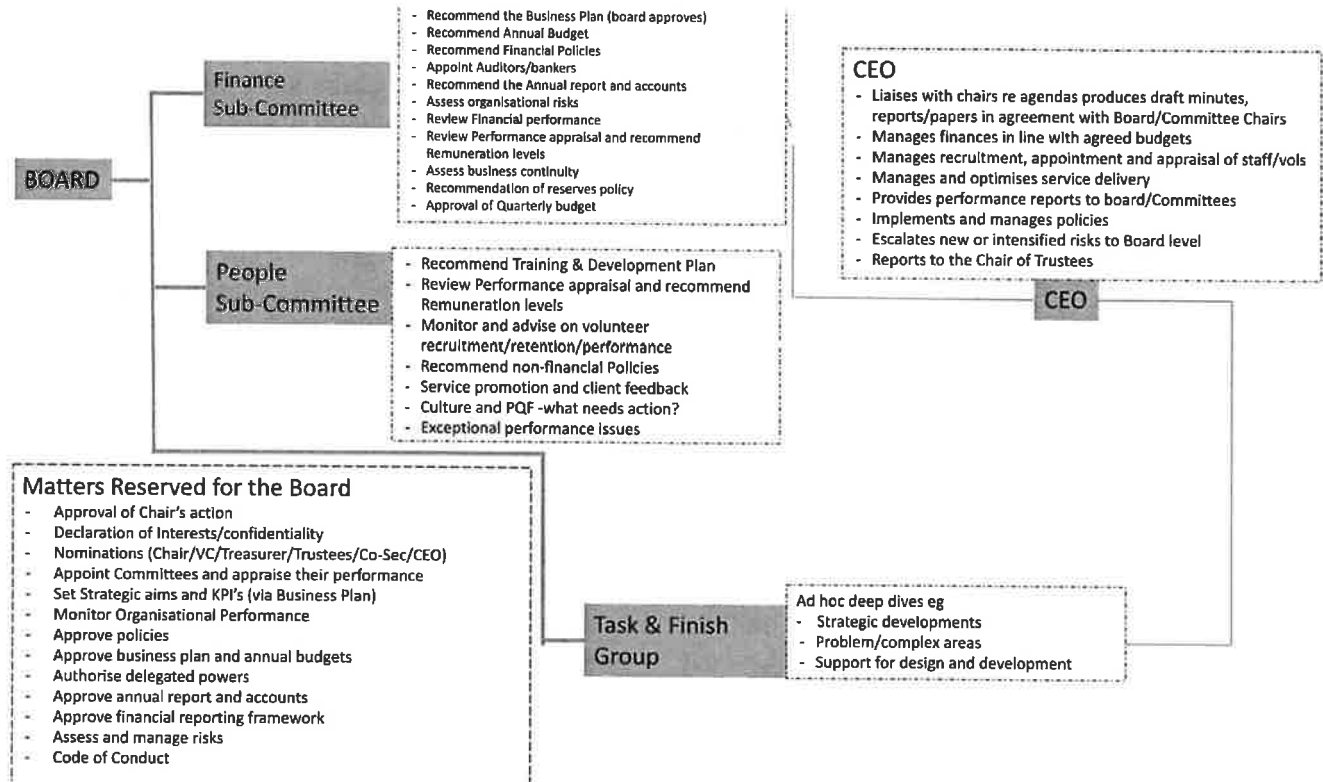 BOARD
Finance
Sub-Committee
- Recommend the Business Plan (board approves)
- Recommend Annual Budget
- Recommend Financial Policies
- Appoint Auditors/bankers
- Recommend the Annual report and accounts
- Assess organisational risks
- Review Financial performance
- Review Performance appraisal and recommend
Remuneration levels
- Assess business continuity
- Recommendation of reserves policy
- Approval of Quarterly budget
People
Sub-Committee
- Recommend Training & Development Plan
- Review Performance appraisal and recommend
Remuneration levels
- Monitor and advise on volunteer
recruitment/retention/performance
- Recommend non-financial Policies
- Service promotion and client feedback
- Culture and PQF -what needs action?
- Exceptional performance issues
CEO
- Liaises with chairs re agendas produces draft minutes,
reports/papers in agreement with Board/Committee Chairs
- Manages finances in line with agreed budgets
- Manages recruitment, appointment and appraisal of staff/vols
- Manages and optimises service delivery
- Provides performance reports to board/Committees
- Implements and manages policies
- Escalates new or intensified risks to Board level
- Reports to the Chair of Trustees
CEO
Matters Reserved for the Board
- Approval of Chair's action
- Declaration of Interests/confidentiality
- Nominations (Chair/VC/Treasurer/Trustees/Co-Sec/CEO)
- Appoint Committees and appraise their performance
- Set Strategic aims and KPI's (via Business Plan)
- Monitor Organisational Performance
- Approve policies
- Approve business plan and annual budgets
- Authorise delegated powers
- Approve annual report and accounts
- Approve financial reporting framework
- Assess and manage risks
- Code of Conduct
Task & Finish
Group
Ad hoc deep dives eg
- Strategic developments
- Problem/complex areas
- Support for design and development